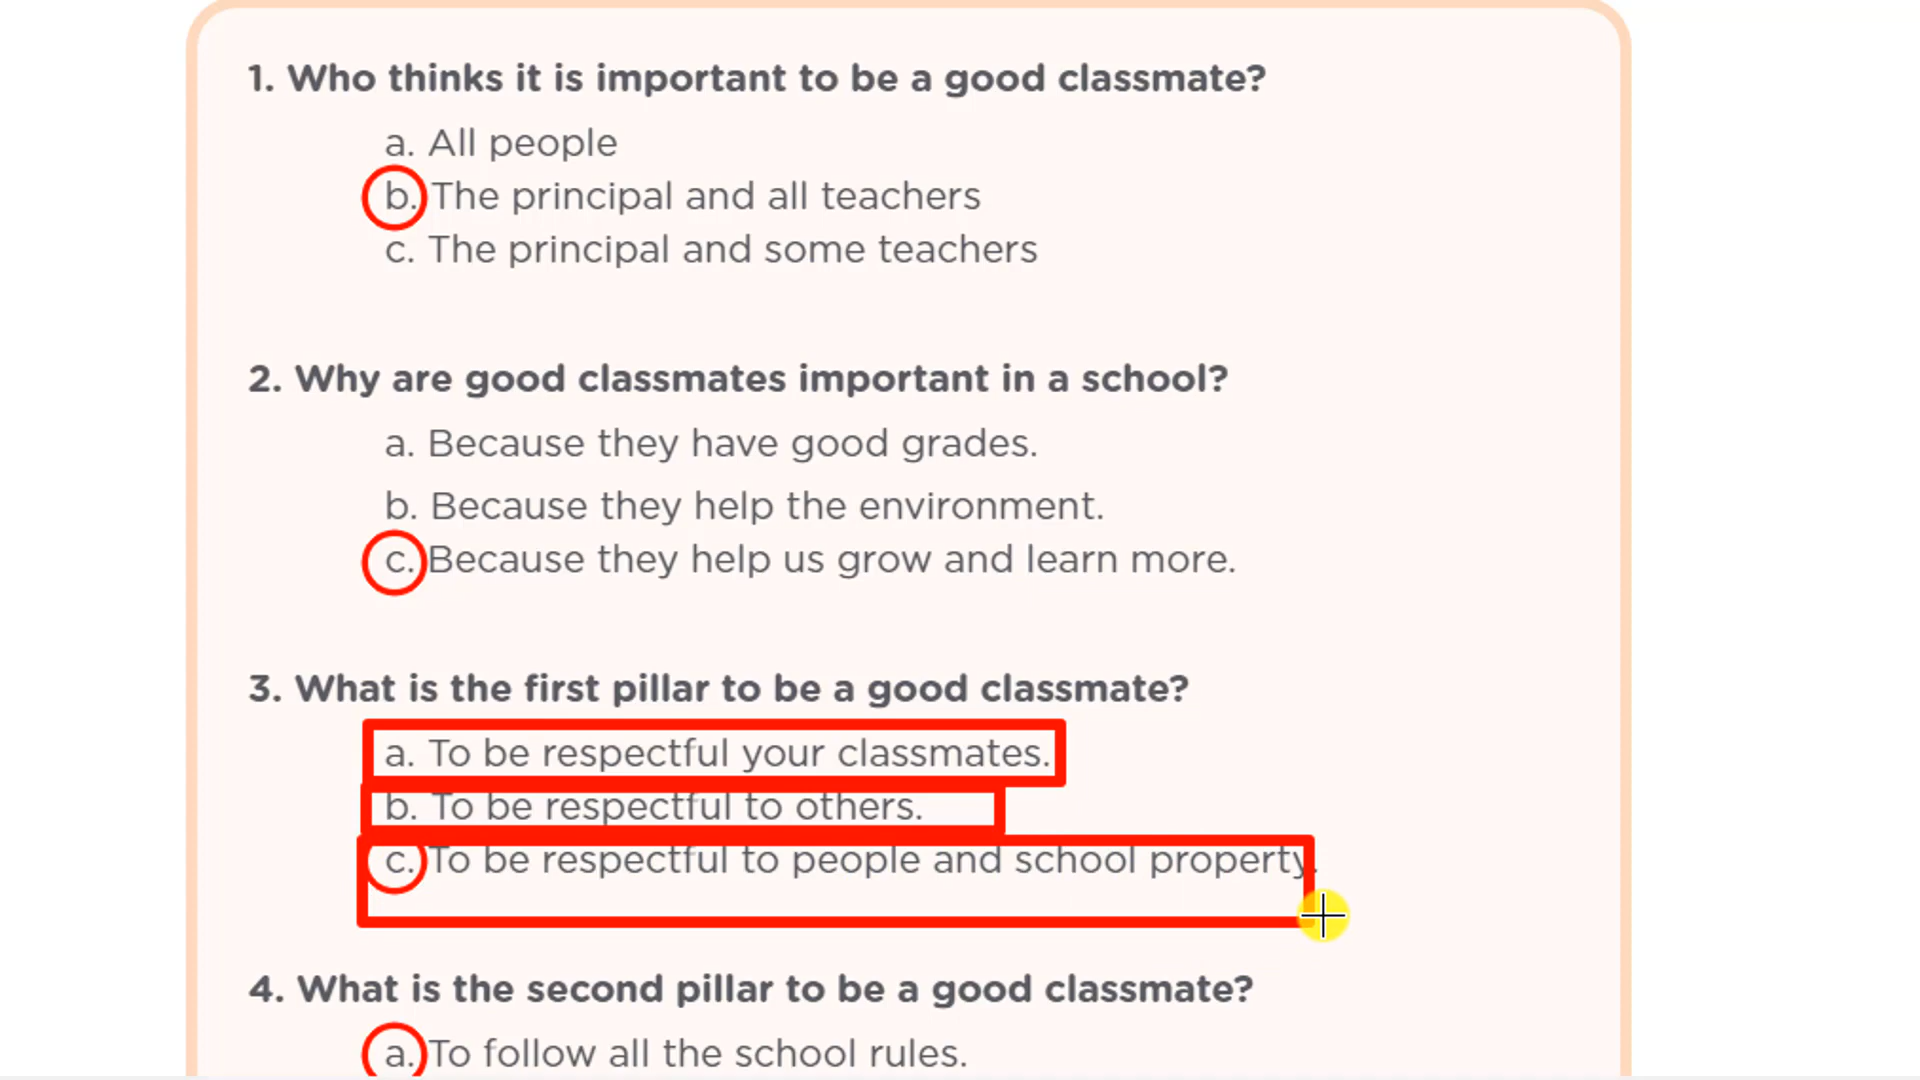 1. Who thinks it is important to be a good classmate?
a. All people
b. The principal and all teachers
c. The principal and some teachers
2. Why are good classmates important in a school?
a. Because they have good grades.
b. Because they help the environment.
c. Because they help us grow and learn more.
3. What is the first pillar to be a good classmate?
a. To be respectful your classmates.
b. To be respectful to others.
c. To be respectful to people and school property.
4. What is the second pillar to be a good classmate?
a. To follow all the school rules.